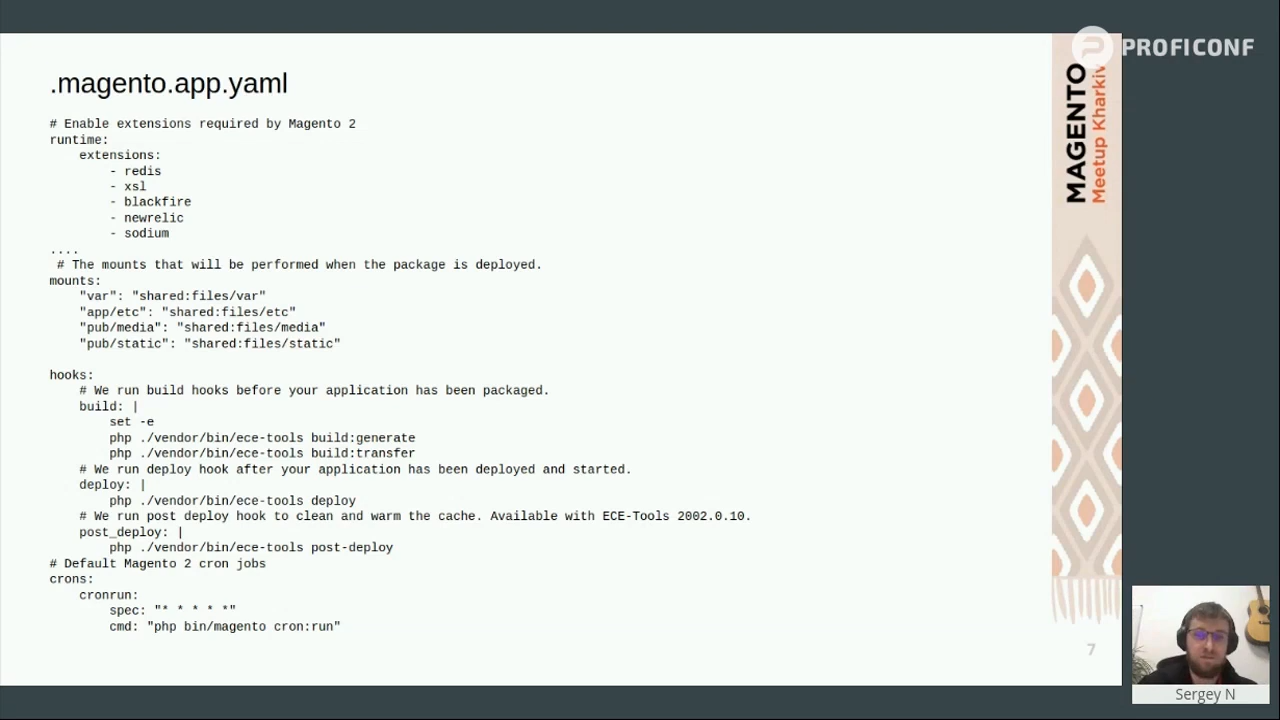 PROFICONF
MAGENTO
Meetup Kharkiv
.magento.app.yaml
# Enable extensions required by Magento 2
runtime:
    extensions:
        - redis
        - xsl
        - blackfire
        - newrelic
        - sodium
....
 # The mounts that will be performed when the package is deployed.
mounts:
    "var": "shared:files/var"
    "app/etc": "shared:files/etc"
    "pub/media": "shared:files/media"
    "pub/static": "shared:files/static"

hooks:
    # We run build hooks before your application has been packaged.
    build: |
        set -e
        php ./vendor/bin/ece-tools build:generate
        php ./vendor/bin/ece-tools build:transfer
    # We run deploy hook after your application has been deployed and started.
    deploy: |
        php ./vendor/bin/ece-tools deploy
    # We run post deploy hook to clean and warm the cache. Available with ECE-Tools 2002.0.10.
    post_deploy: |
        php ./vendor/bin/ece-tools post-deploy
# Default Magento 2 cron jobs
crons:
    cronrun:
        spec: "* * * * *"
        cmd: "php bin/magento cron:run"
7
Sergey N